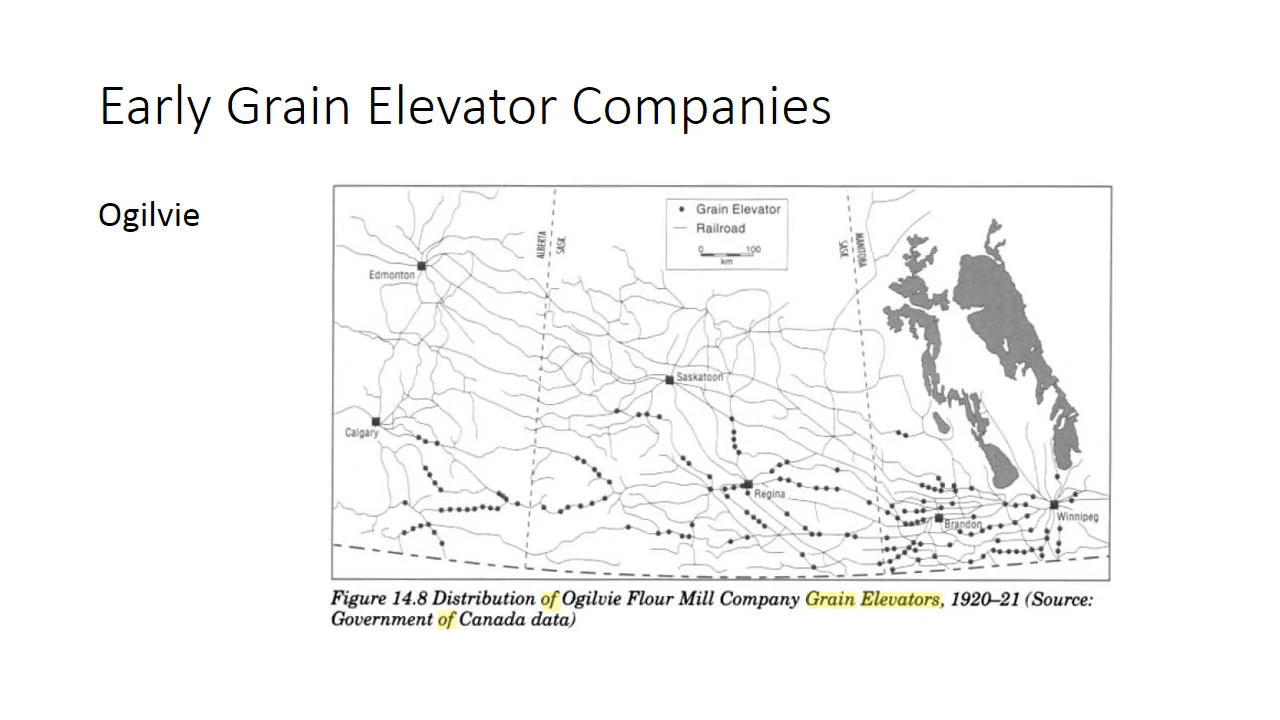 Early Grain Elevator Companies
Ogilvie
Grain Elevator
Railroad
0 100
km
ALBERTA
SASK
SASK
MANITOBA
Edmonton
Saskatoon
Calgary
Regina
Brandon
Winnipeg
Figure 14.8 Distribution of Ogilvie Flour Mill Company Grain Elevators, 1920–21 (Source:
Government of Canada data)